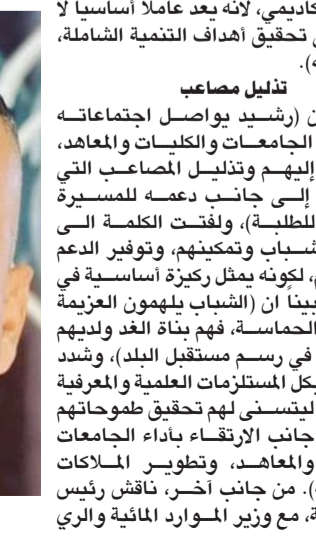 كاديمي، لأنه يعد عاملاً أساسياً لا
تحقيق أهداف التنمية الشاملة،
تذليل مصاعب
ن (رشيد يواصل اجتماعاته
الجامعات والكليات والمعاهد،
إليهم وتذليل المصاعب التي
إلى جانب دعمه للمسيرة
للطلبة)، ولفتت الكلمة الى
شباب وتمكينهم، وتوفير الدعم
م، لكونه يمثل ركيزة أساسية في
بيناً ان (الشباب يلهمون العزيمة
الحماسة، فهم بناة الغد ولديهم
في رسم مستقبل البلد)، وشدد
بكل المستلزمات العلمية والمعرفية
ليتسنى لهم تحقيق طموحاتهم
جانب الارتقاء بأداء الجامعات
والمعاهد، وتطوير الملاكات
). من جانب آخر، ناقش رئيس
ة، مع وزير الموارد المائية والري